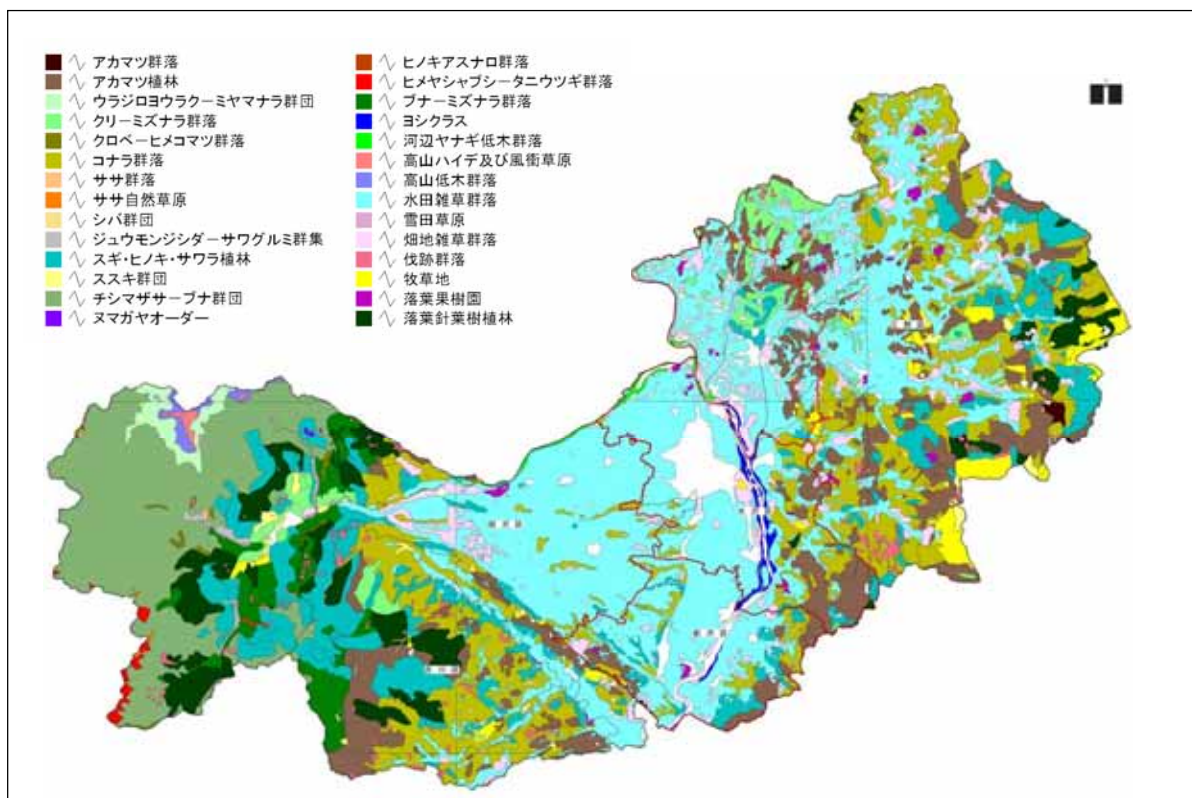 アカマツ群落
アカマツ植林
ウラジロヨウラクーミヤマナラ群団
クリーミズナラ群落
クロベーヒメコマツ群落
コナラ群落
ササ群落
ササ自然草原
シバ群団
ジュウモンジシダーサワグルミ群集
スギ・ヒノキ・サワラ植林
ススキ群団
チシマザサーブナ群団
ヌマガヤオーダー
ヒノキアスナロ群落
ヒメヤシャブシータニウツギ群落
ブナーミズナラ群落
ヨシクラス
河辺ヤナギ低木群落
高山ハイデ及び風衝草原
高山低木群落
水田雑草群落
雪田草原
畑地雑草群落
伐跡群落
牧草地
落葉果樹園
落葉針葉樹植林